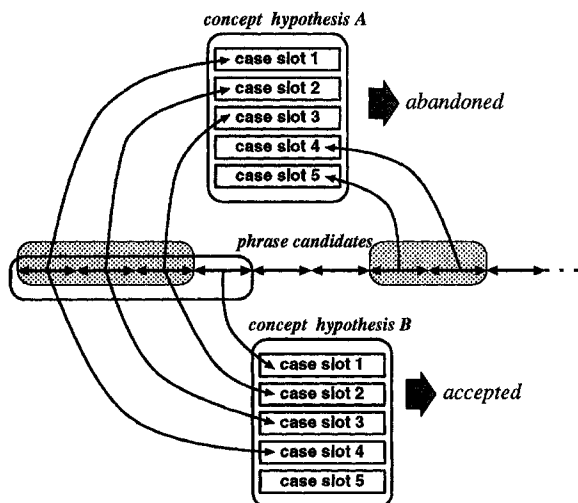 concept hypothesis A
case slot 1
case slot 2
case slot 3
case slot 4
case slot 5
abandoned
phrase candidates
concept hypothesis B
case slot 1
case slot 2
case slot 3
case slot 4
case slot 5
accepted